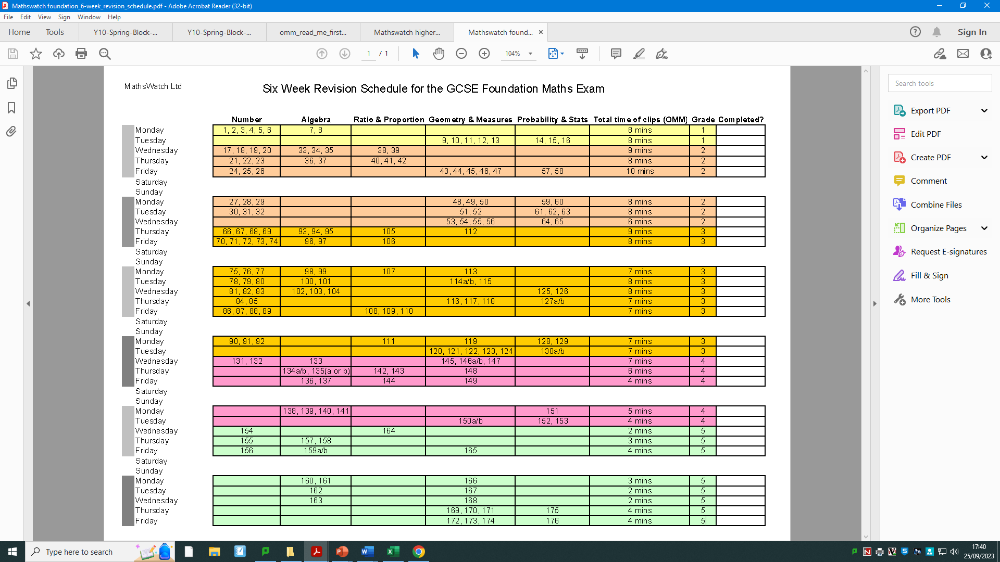 Mathswatch foundation_6-week_revision_schedule.pdf - Adobe Acrobat Reader (32-bit)
File Edit View Sign Window Help
Home Tools Y10-Spring-Block-... Y10-Spring-Block-... omm_read_me_first... Mathswatch higher... Mathswatch found... Sign In
1 / 1 104%
MathsWatch Ltd Six Week Revision Schedule for the GCSE Foundation Maths Exam
Number Algebra Ratio & Proportion Geometry & Measures Probability & Stats Total time of clips (OMM) Grade Completed?
Monday 1, 2, 3, 4, 5, 6 7, 8 8 mins 1
Tuesday 9, 10, 11, 12, 13 14, 15, 16 8 mins 1
Wednesday 17, 18, 19, 20 33, 34, 35 38, 39 9 mins 2
Thursday 21, 22, 23 36, 37 40, 41, 42 8 mins 2
Friday 24, 25, 26 43, 44, 45, 46, 47 57, 58 10 mins 2
Saturday
Sunday
Monday 27, 28, 29 48, 49, 50 59, 60 8 mins 2
Tuesday 30, 31, 32 51, 52 61, 62, 63 8 mins 2
Wednesday 53, 54, 55, 56 64, 65 6 mins 2
Thursday 66, 67, 68, 69 93, 94, 95 105 112 9 mins 3
Friday 70, 71, 72, 73, 74 96, 97 106 8 mins 3
Saturday
Sunday
Monday 75, 76, 77 98, 99 107 113 7 mins 3
Tuesday 78, 79, 80 100, 101 114a/b, 115 8 mins 3
Wednesday 81, 82, 83 102, 103, 104 125, 126 8 mins 3
Thursday 84, 85 116, 117, 118 127a/b 7 mins 3
Friday 86, 87, 88, 89 108, 109, 110 7 mins 3
Saturday
Sunday
Monday 90, 91, 92 111 119 128, 129 7 mins 3
Tuesday 120, 121, 122, 123, 124 130a/b 7 mins 3
Wednesday 131, 132 133 145, 146a/b, 147 7 mins 4
Thursday 134a/b, 135(a or b) 142, 143 148 6 mins 4
Friday 136, 137 144 149 4 mins 4
Saturday
Sunday
Monday 138, 139, 140, 141 151 5 mins 4
Tuesday 150a/b 152, 153 4 mins 4
Wednesday 154 164 2 mins 5
Thursday 155 157, 158 3 mins 5
Friday 156 159a/b 165 4 mins 5
Saturday
Sunday
Monday 160, 161 166 3 mins 5
Tuesday 162 167 2 mins 5
Wednesday 163 168 2 mins 5
Thursday 169, 170, 171 175 4 mins 5
Friday 172, 173, 174 176 4 mins 5
Search tools
Export PDF
Edit PDF
Create PDF
Comment
Combine Files
Organize Pages
Request E-signatures
Fill & Sign
More Tools
Type here to search
17:40
25/09/2023